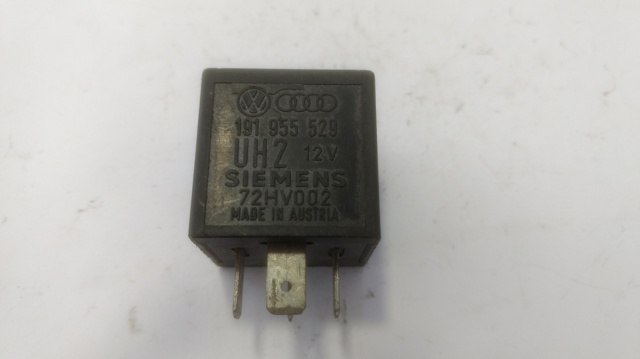 191 955 529
UH2 12V
SIEMENS
72HV002
MADE IN AUSTRIA